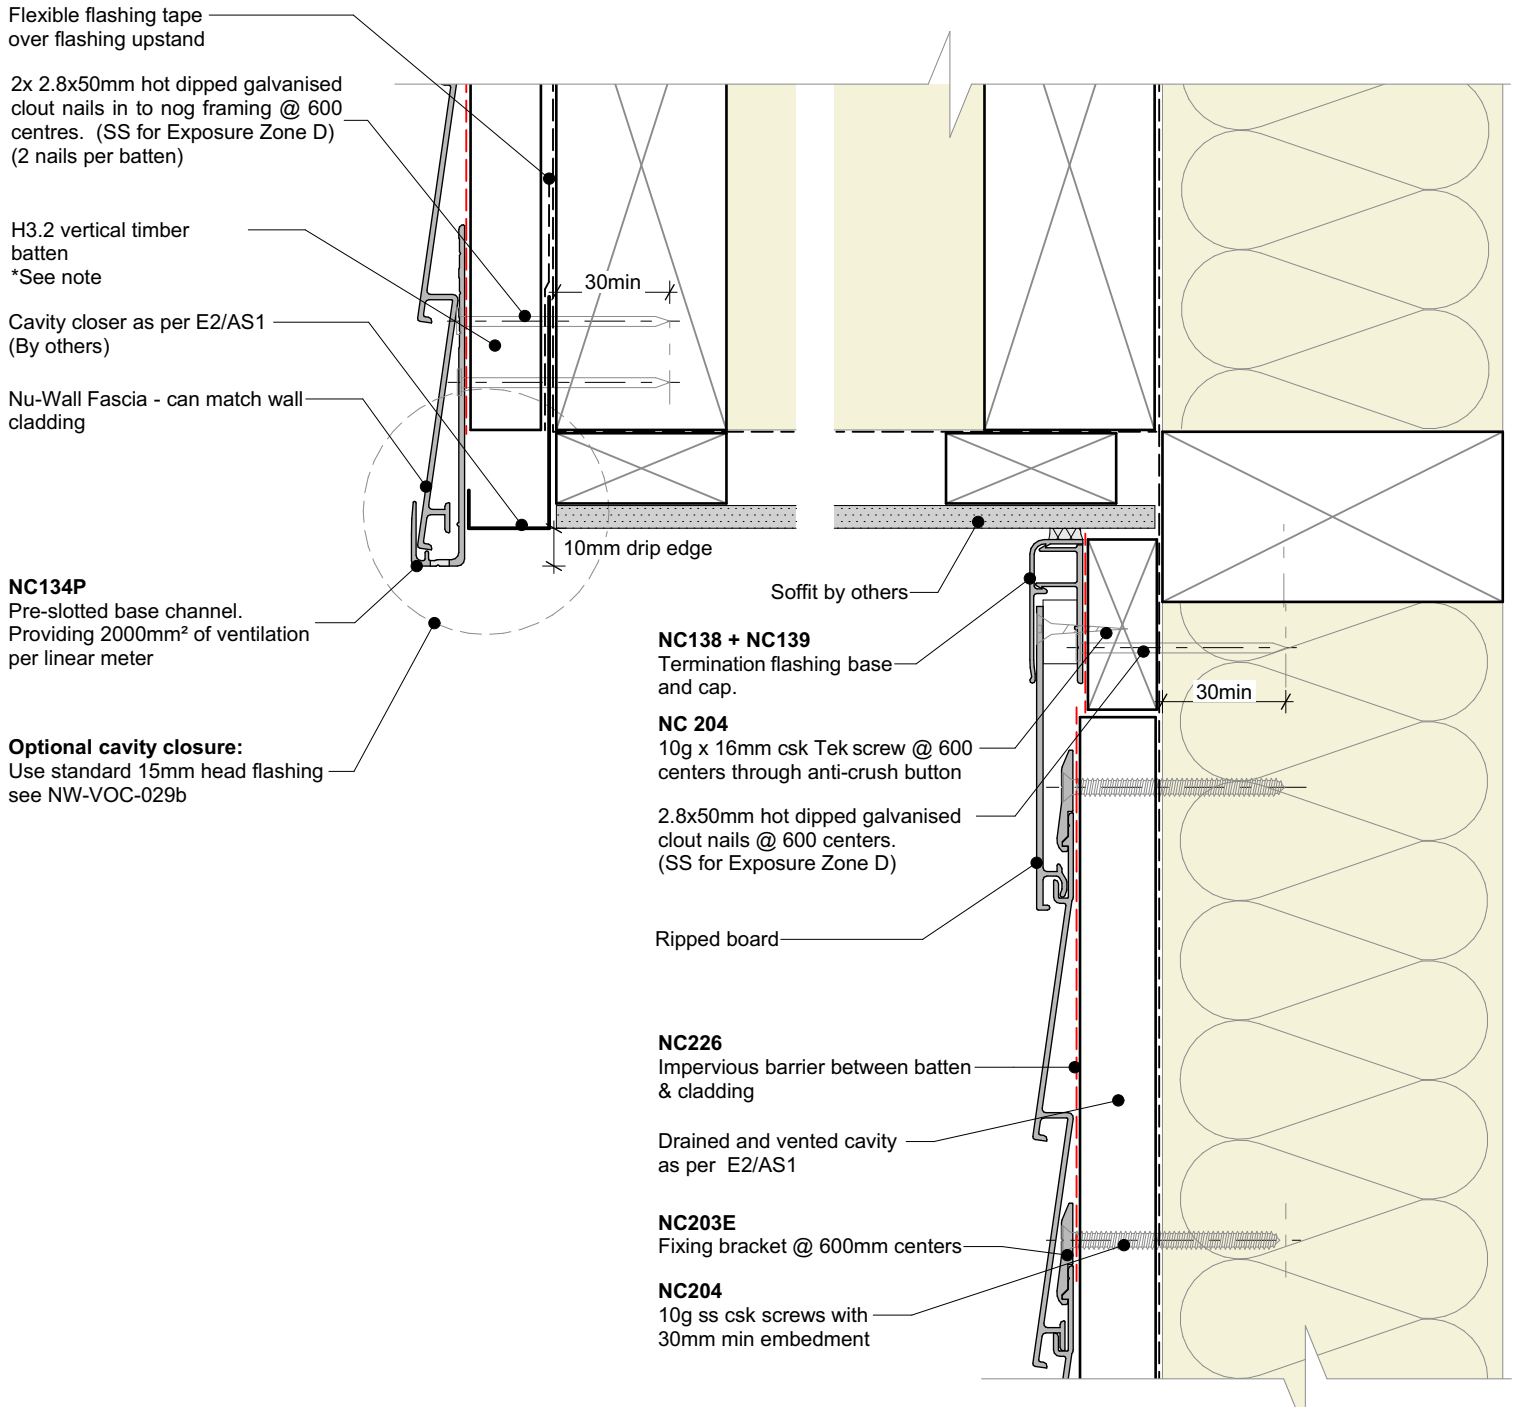 Flexible flashing tape
over flashing upstand
2x 2.8x50mm hot dipped galvanised
clout nails in to nog framing @ 600
centres. (SS for Exposure Zone D)
(2 nails per batten)
H3.2 vertical timber
batten
*See note
Cavity closer as per E2/AS1
(By others)
Nu-Wall Fascia - can match wall
cladding
NC134P
Pre-slotted base channel.
Providing 2000mm² of ventilation
per linear meter
Optional cavity closure:
Use standard 15mm head flashing
see NW-VOC-029b
30min
10mm drip edge
Soffit by others
NC138 + NC139
Termination flashing base
and cap.
NC 204
10g x 16mm csk Tek screw @ 600
centers through anti-crush button
2.8x50mm hot dipped galvanised
clout nails @ 600 centers.
(SS for Exposure Zone D)
30min
Ripped board
NC226
Impervious barrier between batten
& cladding
Drained and vented cavity
as per E2/AS1
NC203E
Fixing bracket @ 600mm centers
NC204
10g ss csk screws with
30mm min embedment